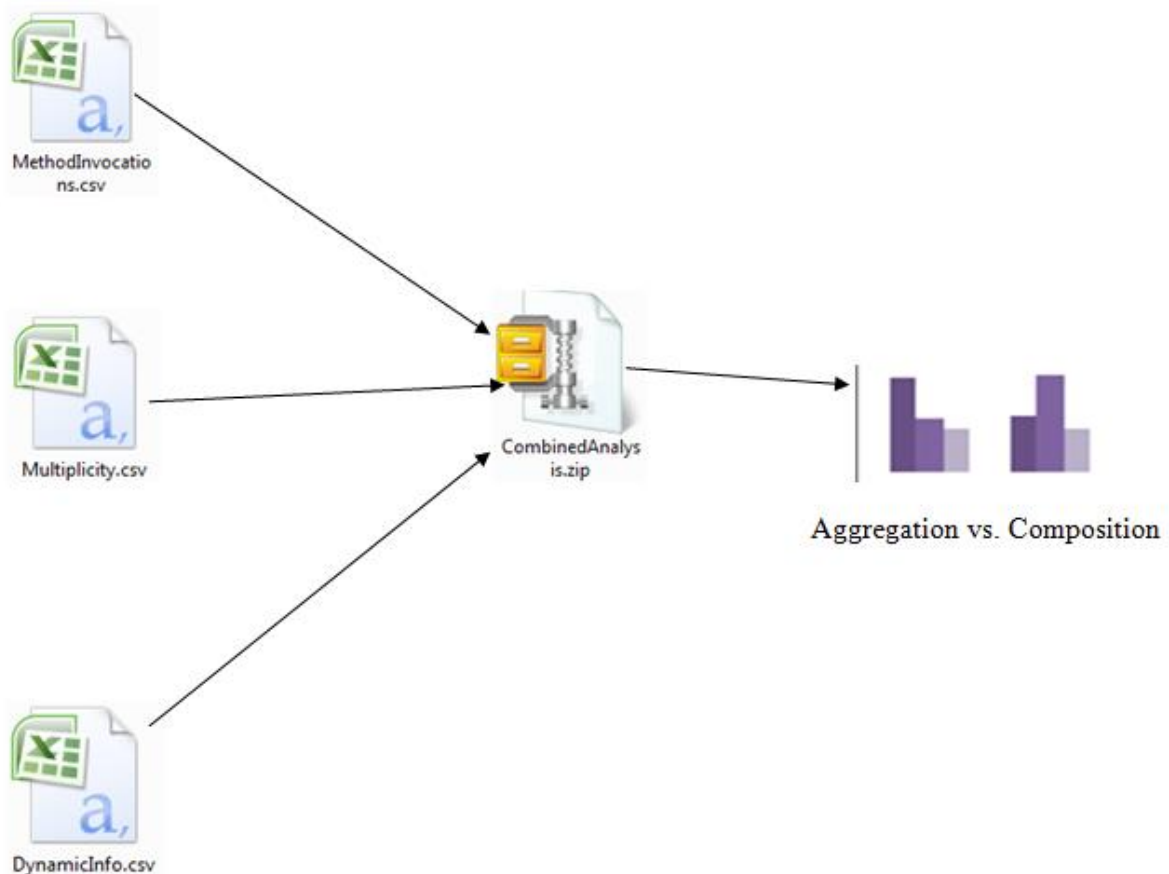 a,
MethodInvocatio
ns.csv
a,
Multiplicity.csv
CombinedAnalys
is.zip
Aggregation vs. Composition
a,
DynamicInfo.csv